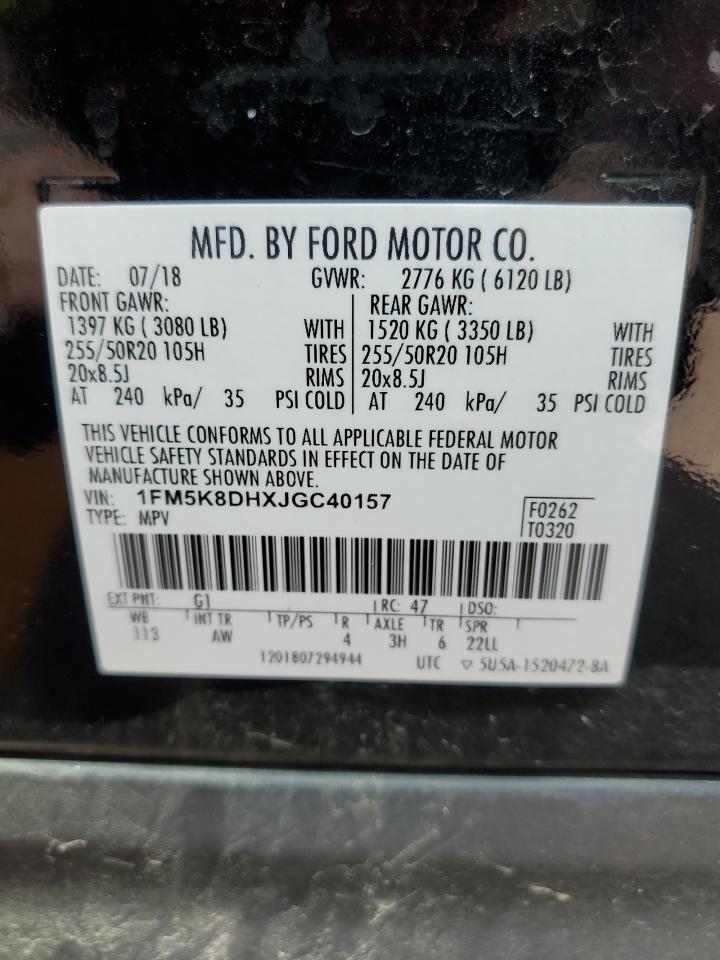 MFD. BY FORD MOTOR CO.
DATE: 07/18 GVWR: 2776 KG ( 6120 LB)
FRONT GAWR: REAR GAWR:
1397 KG ( 3080 LB) WITH 1520 KG ( 3350 LB) WITH
255/50R20 105H TIRES 255/50R20 105H TIRES
20x8.5J RIMS 20x8.5J RIMS
AT 240 kPa/ 35 PSI COLD AT 240 kPa/ 35 PSI COLD
THIS VEHICLE CONFORMS TO ALL APPLICABLE FEDERAL MOTOR
VEHICLE SAFETY STANDARDS IN EFFECT ON THE DATE OF
MANUFACTURE SHOWN ABOVE.
VIN: 1FM5K8DHXJGC40157 F0262
TYPE: MPV T0320
EXT PNT: G1 RC: 47 DSO:
WB INT TR TP/PS R AXLE TR SPR
113 AW 4 3H 6 22LL
1201807294944 UTC ▽ 5U5A-1520472-BA